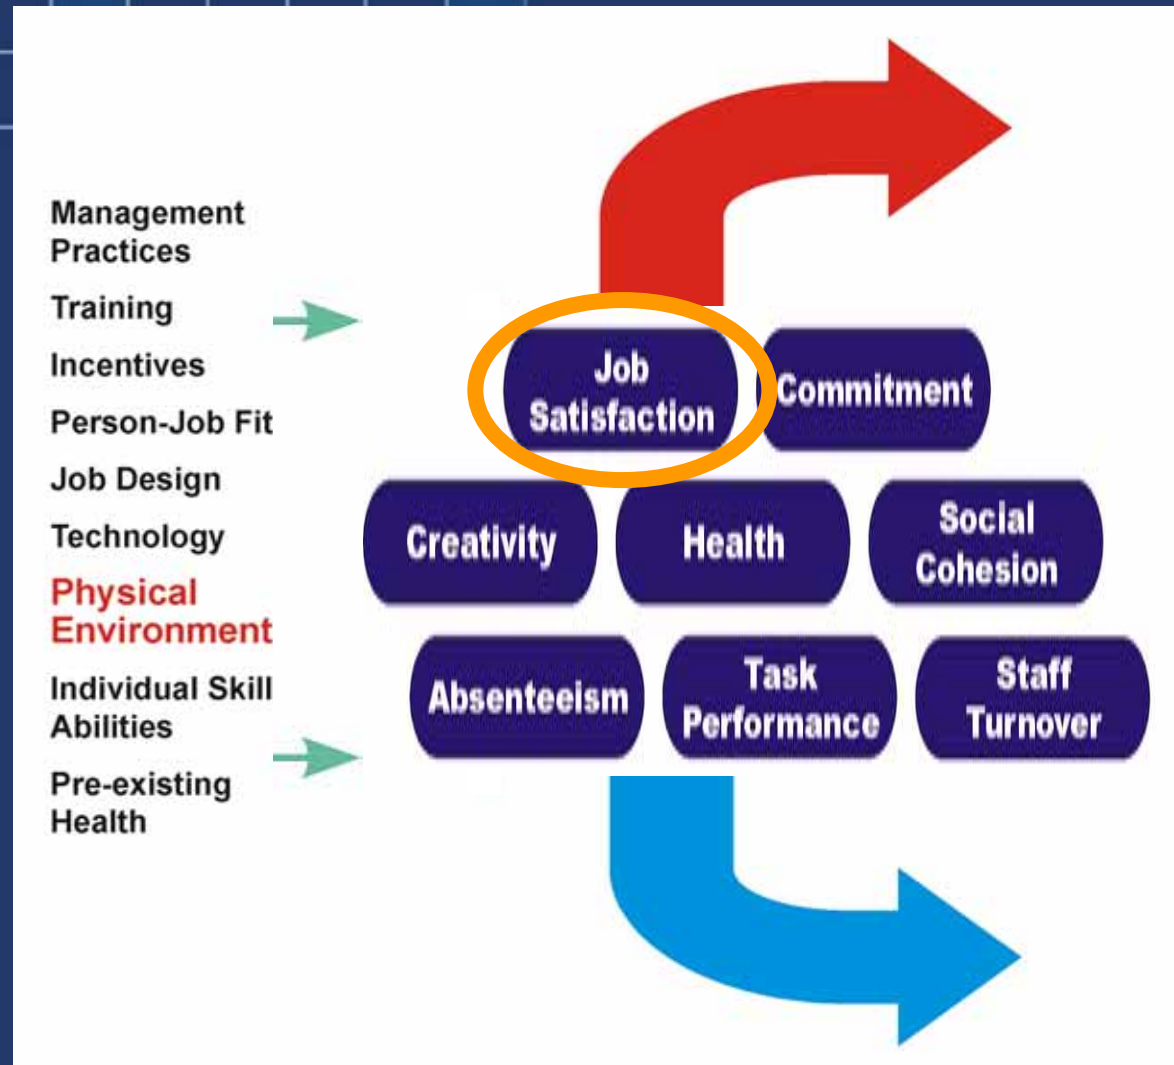 Management
Practices
Training
Incentives
Person-Job Fit
Job Design
Technology
Physical
Environment
Individual Skill
Abilities
Pre-existing
Health
Job
Satisfaction
Commitment
Creativity
Health
Social
Cohesion
Absenteeism
Task
Performance
Staff
Turnover